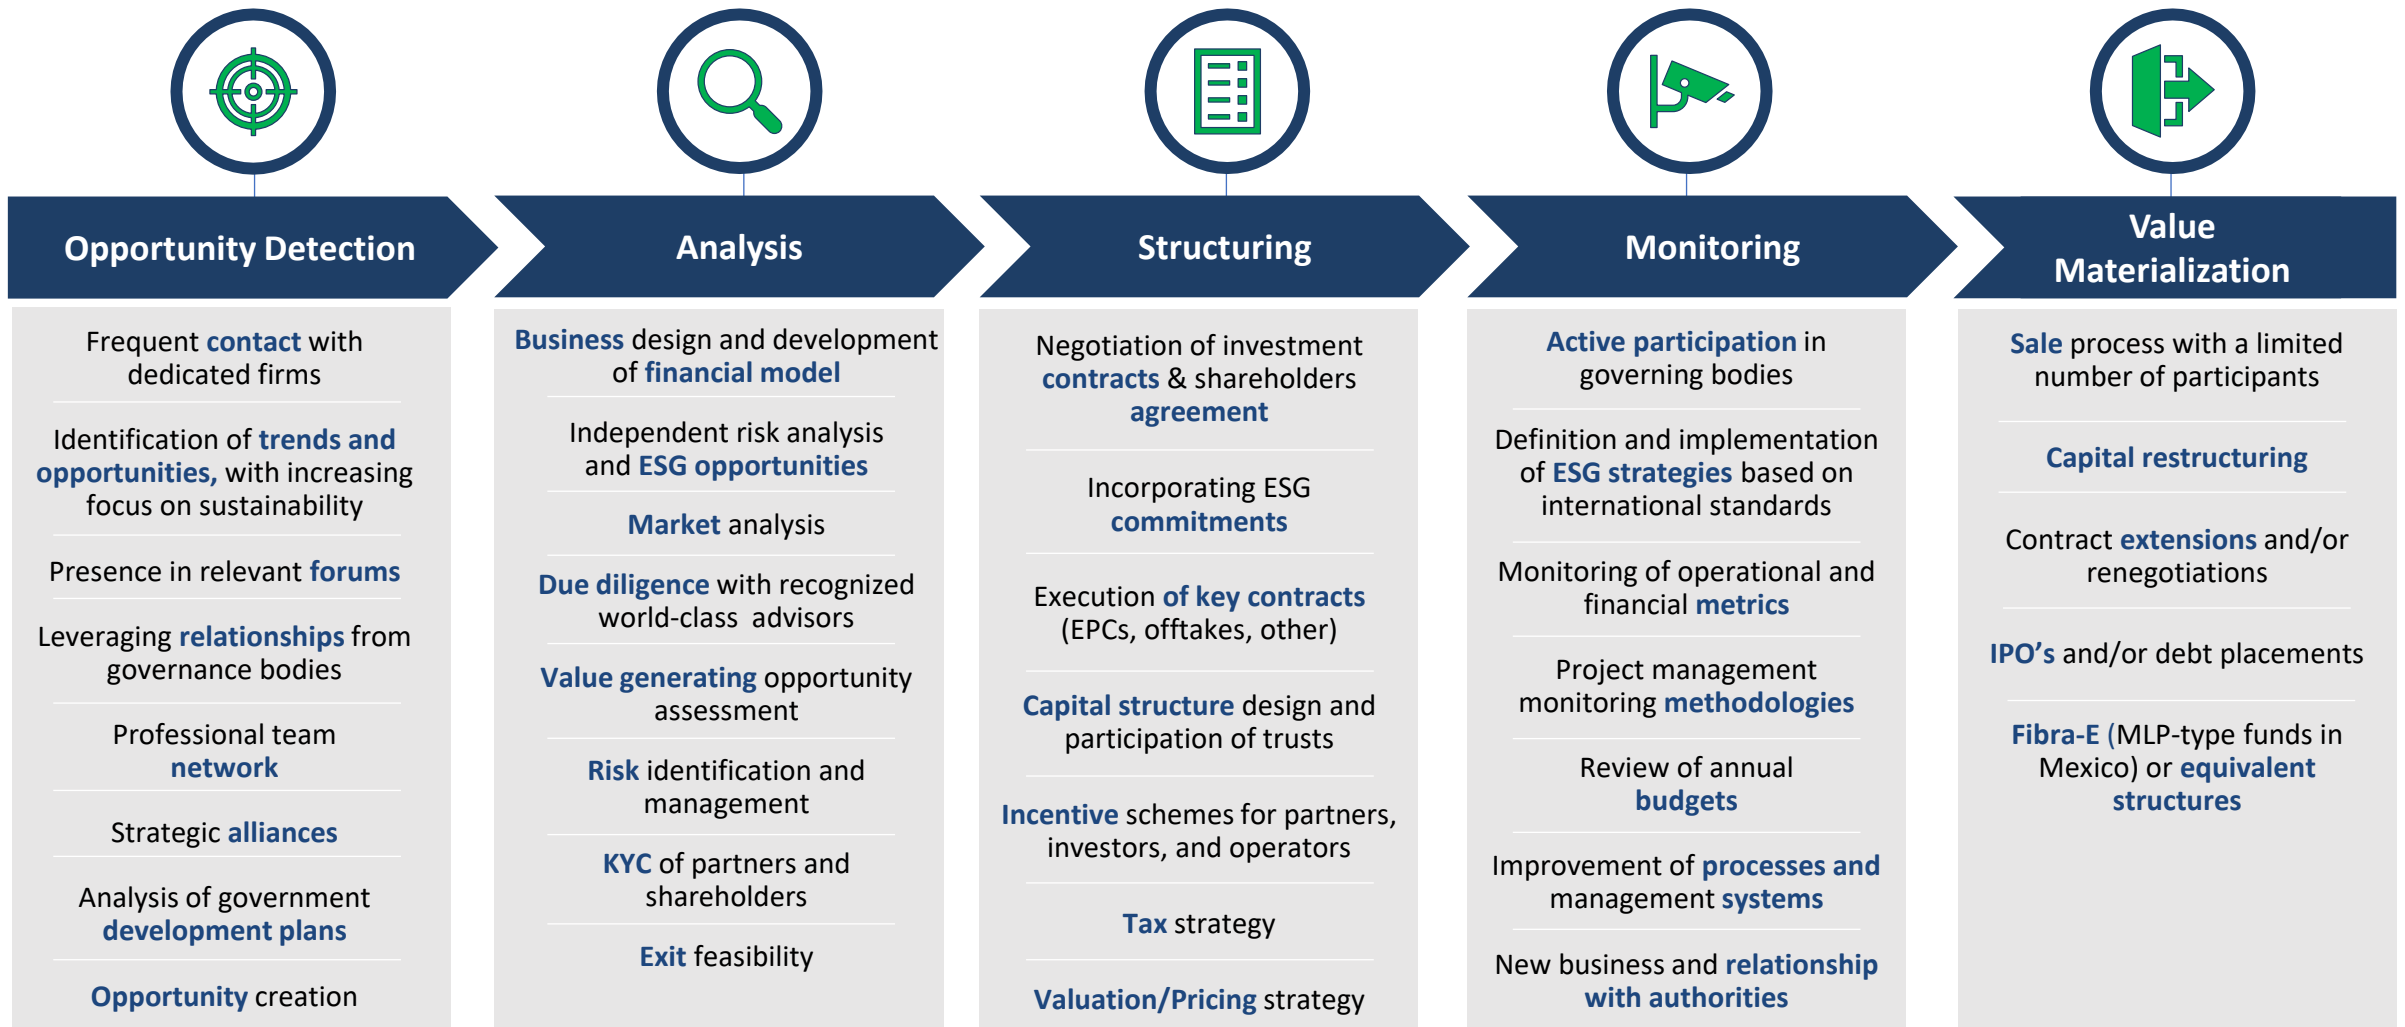 Opportunity Detection
Frequent contact with
dedicated firms
Identification of trends and
opportunities, with increasing
focus on sustainability
Presence in relevant forums
Leveraging relationships from
governance bodies
Professional team
network
Strategic alliances
Analysis of government
development plans
Opportunity creation
Analysis
Business design and development
of financial model
Independent risk analysis
and ESG opportunities
Market analysis
Due diligence with recognized
world-class advisors
Value generating opportunity
assessment
Risk identification and
management
KYC of partners and
shareholders
Exit feasibility
Structuring
Negotiation of investment
contracts & shareholders
agreement
Incorporating ESG
commitments
Execution of key contracts
(EPCs, offtakes, other)
Capital structure design and
participation of trusts
Incentive schemes for partners,
investors, and operators
Tax strategy
Valuation/Pricing strategy
Monitoring
Active participation in
governing bodies
Definition and implementation
of ESG strategies based on
international standards
Monitoring of operational and
financial metrics
Project management
monitoring methodologies
Review of annual
budgets
Improvement of processes and
management systems
New business and relationship
with authorities
Value
Materialization
Sale process with a limited
number of participants
Capital restructuring
Contract extensions and/or
renegotiations
IPO's and/or debt placements
Fibra-E (MLP-type funds in
Mexico) or equivalent
structures